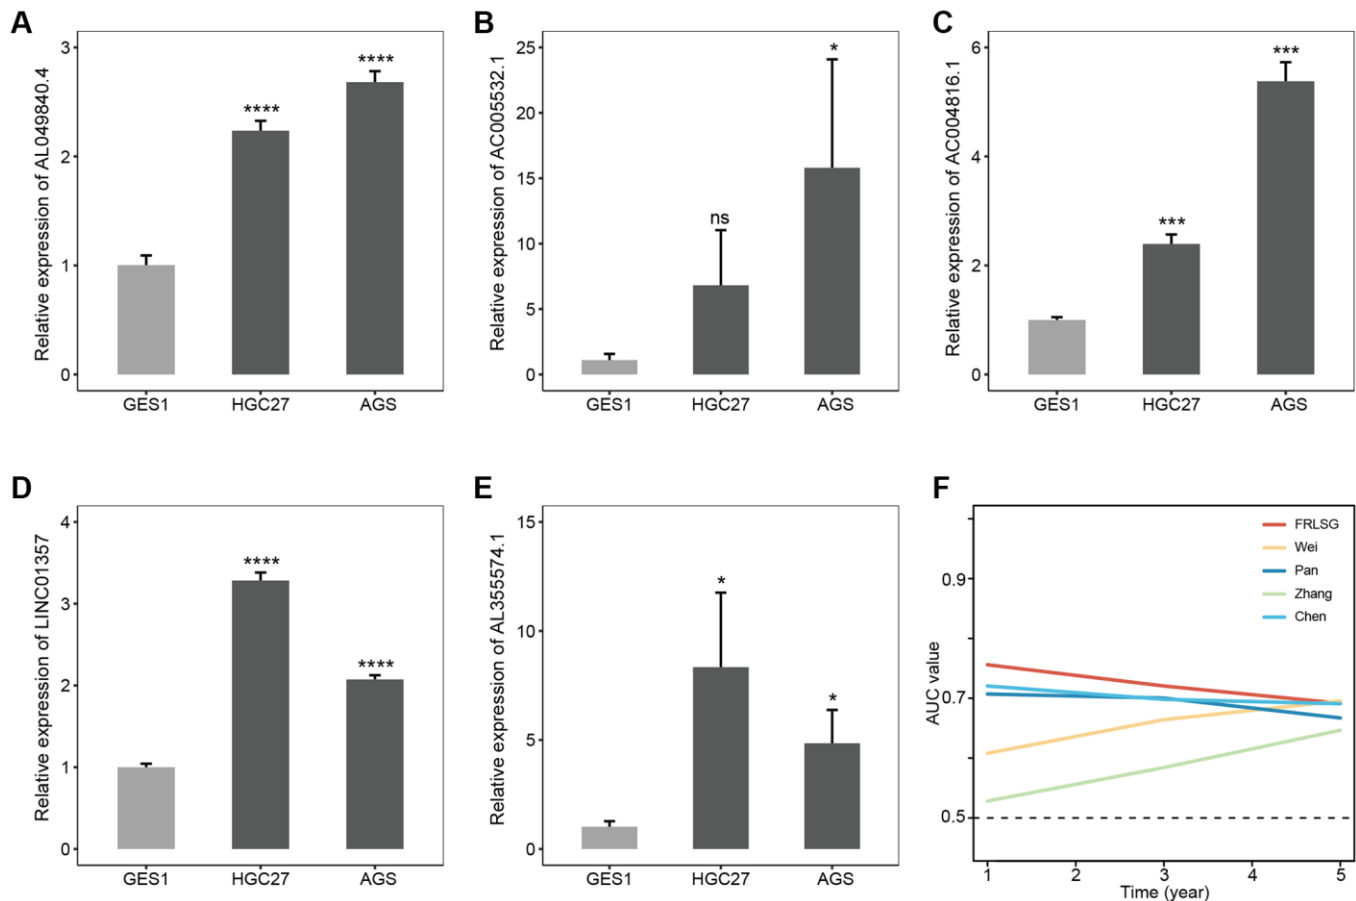 A
Relative expression of AL049840.4
3
2
1
0
****
****
GES1 HGC27 AGS
B
Relative expression of AC005532.1
25
20
15
10
5
0
ns
*
GES1 HGC27 AGS
C
Relative expression of AC004816.1
6
4
2
0
***
***
GES1 HGC27 AGS
D
Relative expression of LINC01357
4
3
2
1
0
****
****
GES1 HGC27 AGS
E
Relative expression of AL355574.1
15
10
5
0
*
*
GES1 HGC27 AGS
F
AUC value
0.9
0.7
0.5
FRLSG
Wei
Pan
Zhang
Chen
1 2 3 4 5
Time (year)